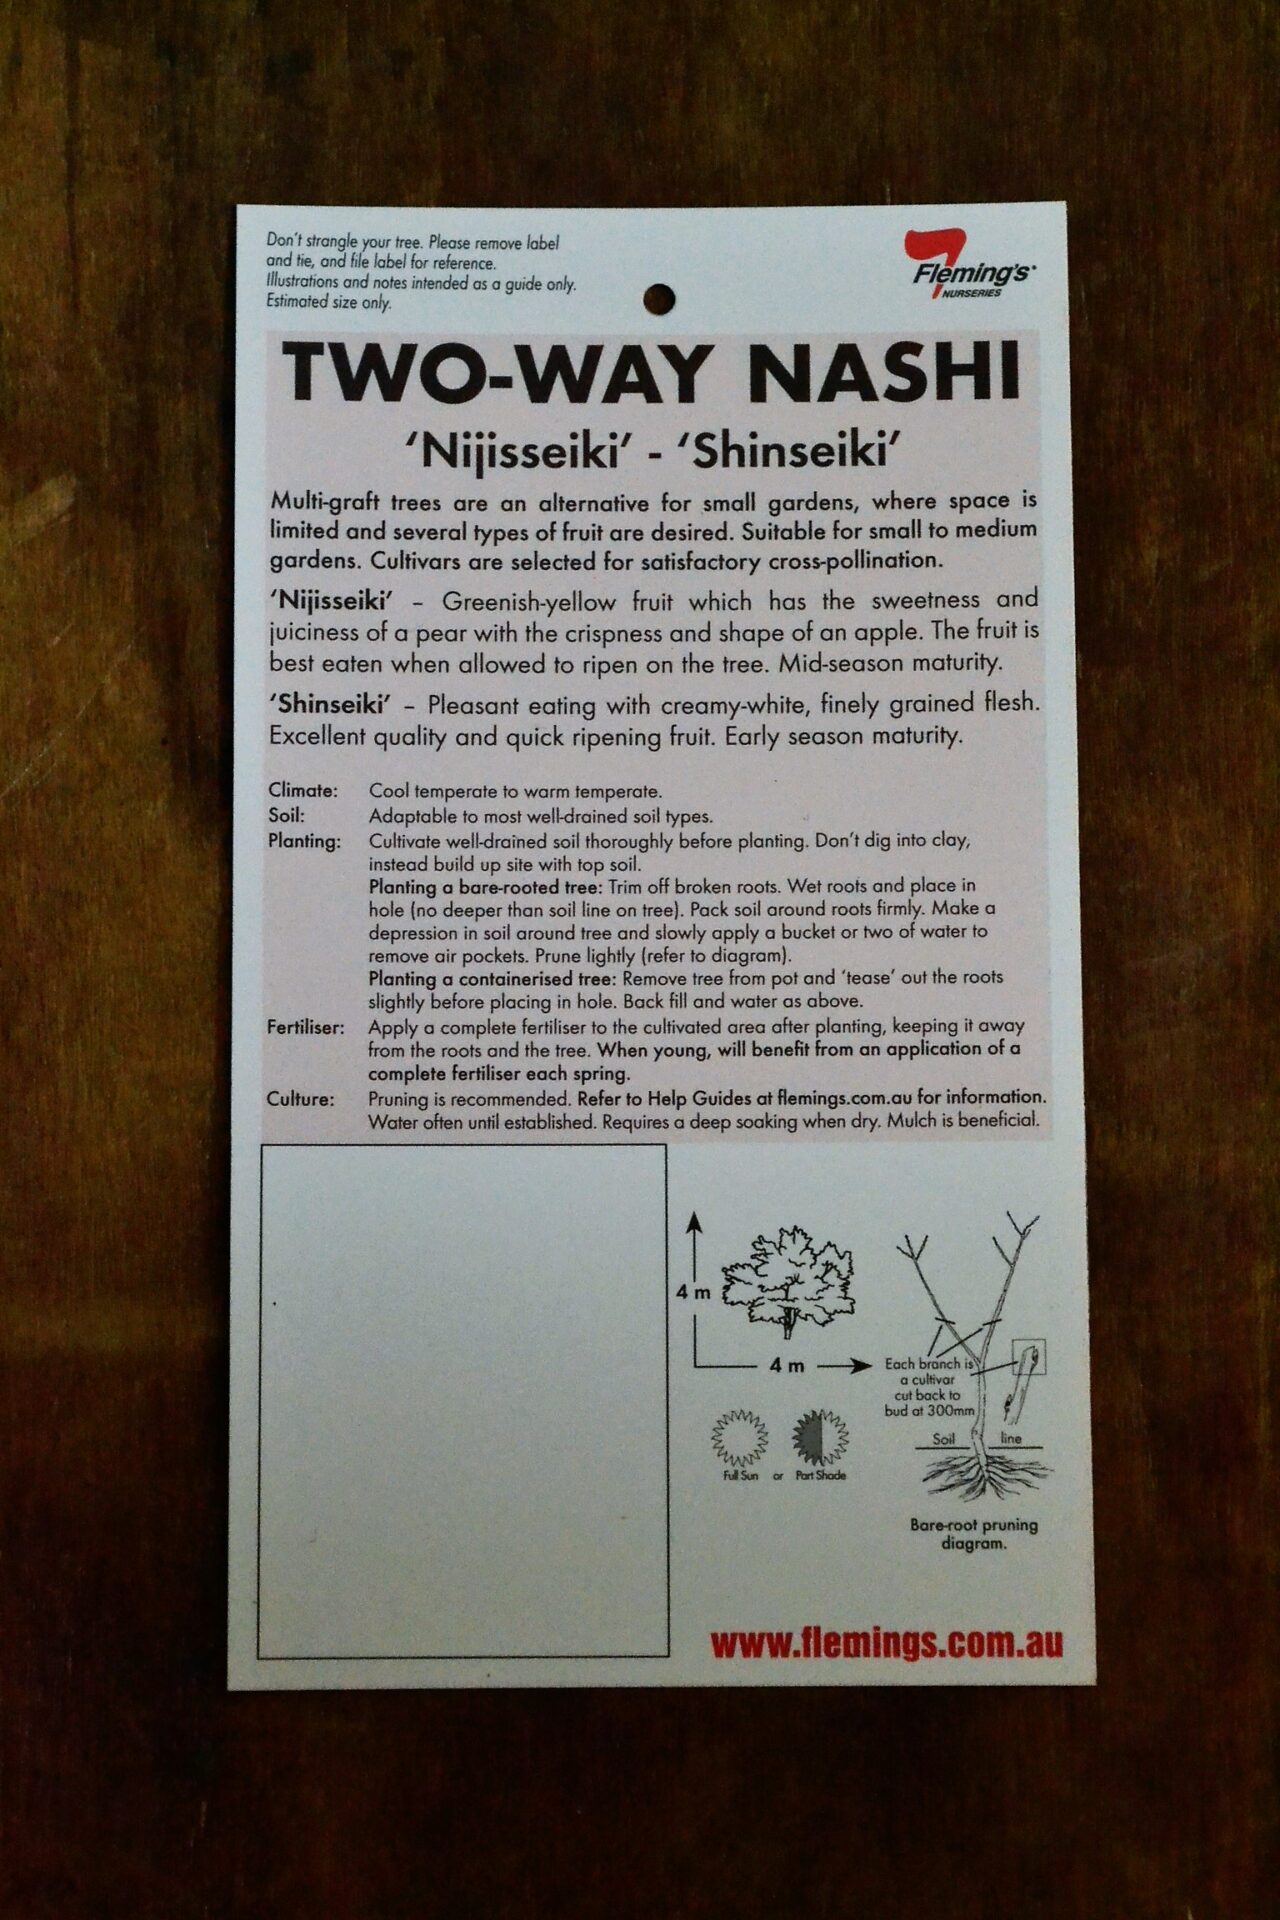 Don't strangle your tree. Please remove label
and tie, and file label for reference.
Illustrations and notes intended as a guide only.
Estimated size only.
Fleming's
NURSERIES
TWO-WAY NASHI
'Nijisseiki' - 'Shinseiki'
Multi-graft trees are an alternative for small gardens, where space is
limited and several types of fruit are desired. Suitable for small to medium
gardens. Cultivars are selected for satisfactory cross-pollination.
'Nijisseiki' – Greenish-yellow fruit which has the sweetness and
juiciness of a pear with the crispness and shape of an apple. The fruit is
best eaten when allowed to ripen on the tree. Mid-season maturity.
'Shinseiki' – Pleasant eating with creamy-white, finely grained flesh.
Excellent quality and quick ripening fruit. Early season maturity.
Climate: Cool temperate to warm temperate.
Soil: Adaptable to most well-drained soil types.
Planting: Cultivate well-drained soil thoroughly before planting. Don't dig into clay,
instead build up site with top soil.
Planting a bare-rooted tree: Trim off broken roots. Wet roots and place in
hole (no deeper than soil line on tree). Pack soil around roots firmly. Make a
depression in soil around tree and slowly apply a bucket or two of water to
remove air pockets. Prune lightly (refer to diagram).
Planting a containerised tree: Remove tree from pot and 'tease' out the roots
slightly before placing in hole. Back fill and water as above.
Fertiliser: Apply a complete fertiliser to the cultivated area after planting, keeping it away
from the roots and the tree. When young, will benefit from an application of a
complete fertiliser each spring.
Culture: Pruning is recommended. Refer to Help Guides at flemings.com.au for information.
Water often until established. Requires a deep soaking when dry. Mulch is beneficial.
4 m
4 m
Each branch is
a cultivar
cut back to
bud at 300mm
Soil line
Full Sun or Part Shade
Bare-root pruning
diagram.
www.flemings.com.au